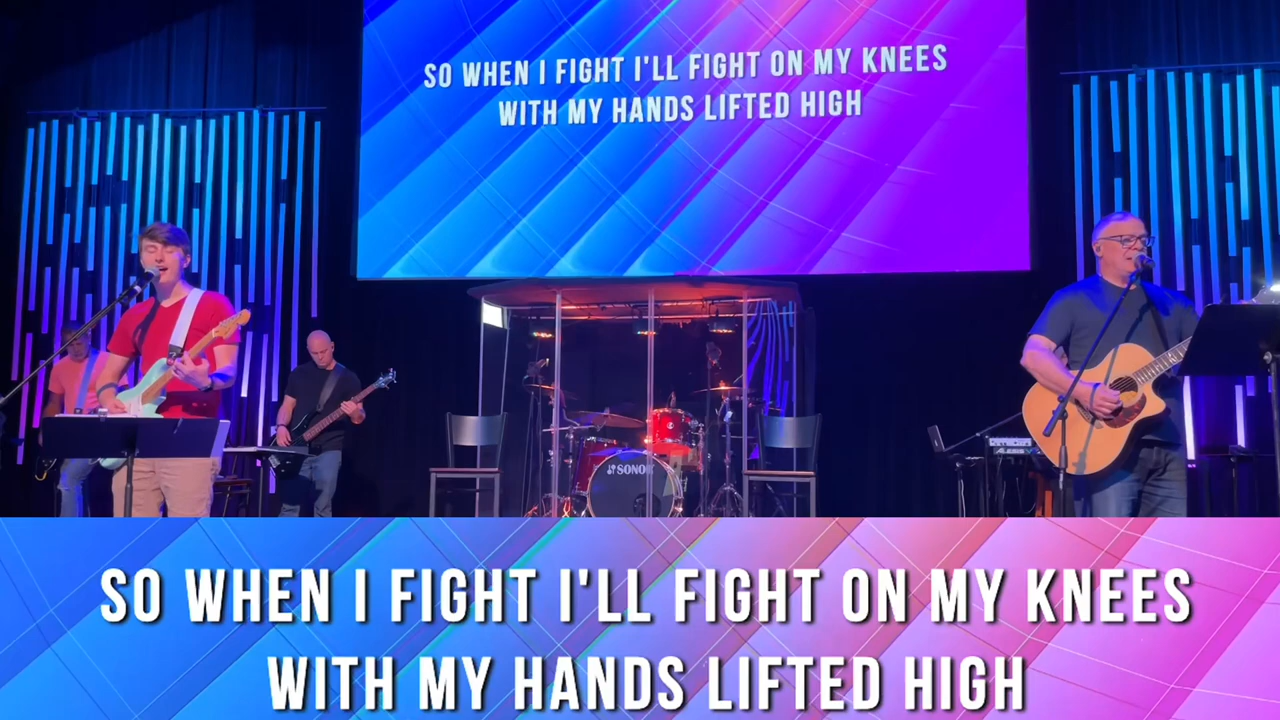 SO WHEN I FIGHT I'LL FIGHT ON MY KNEES
WITH MY HANDS LIFTED HIGH
SONOR
ALESIS
SO WHEN I FIGHT I'LL FIGHT ON MY KNEES
WITH MY HANDS LIFTED HIGH